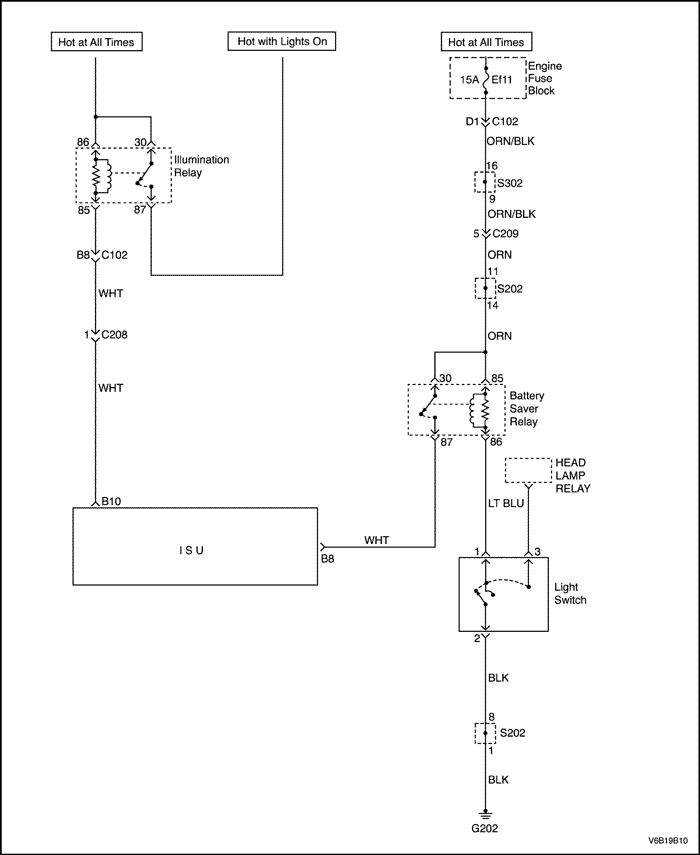 Hot at All Times
Hot with Lights On
Hot at All Times
15A
Ef11
Engine
Fuse
Block
D1
C102
ORN/BLK
16
S302
9
ORN/BLK
5
C209
ORN
11
S202
14
ORN
86
30
Illumination
Relay
85
87
B8
C102
WHT
1
C208
WHT
30
85
Battery
Saver
Relay
87
86
HEAD
LAMP
RELAY
LT BLU
B10
I S U
B8
WHT
1
3
Light
Switch
2
BLK
8
S202
1
BLK
G202
V6B19B10